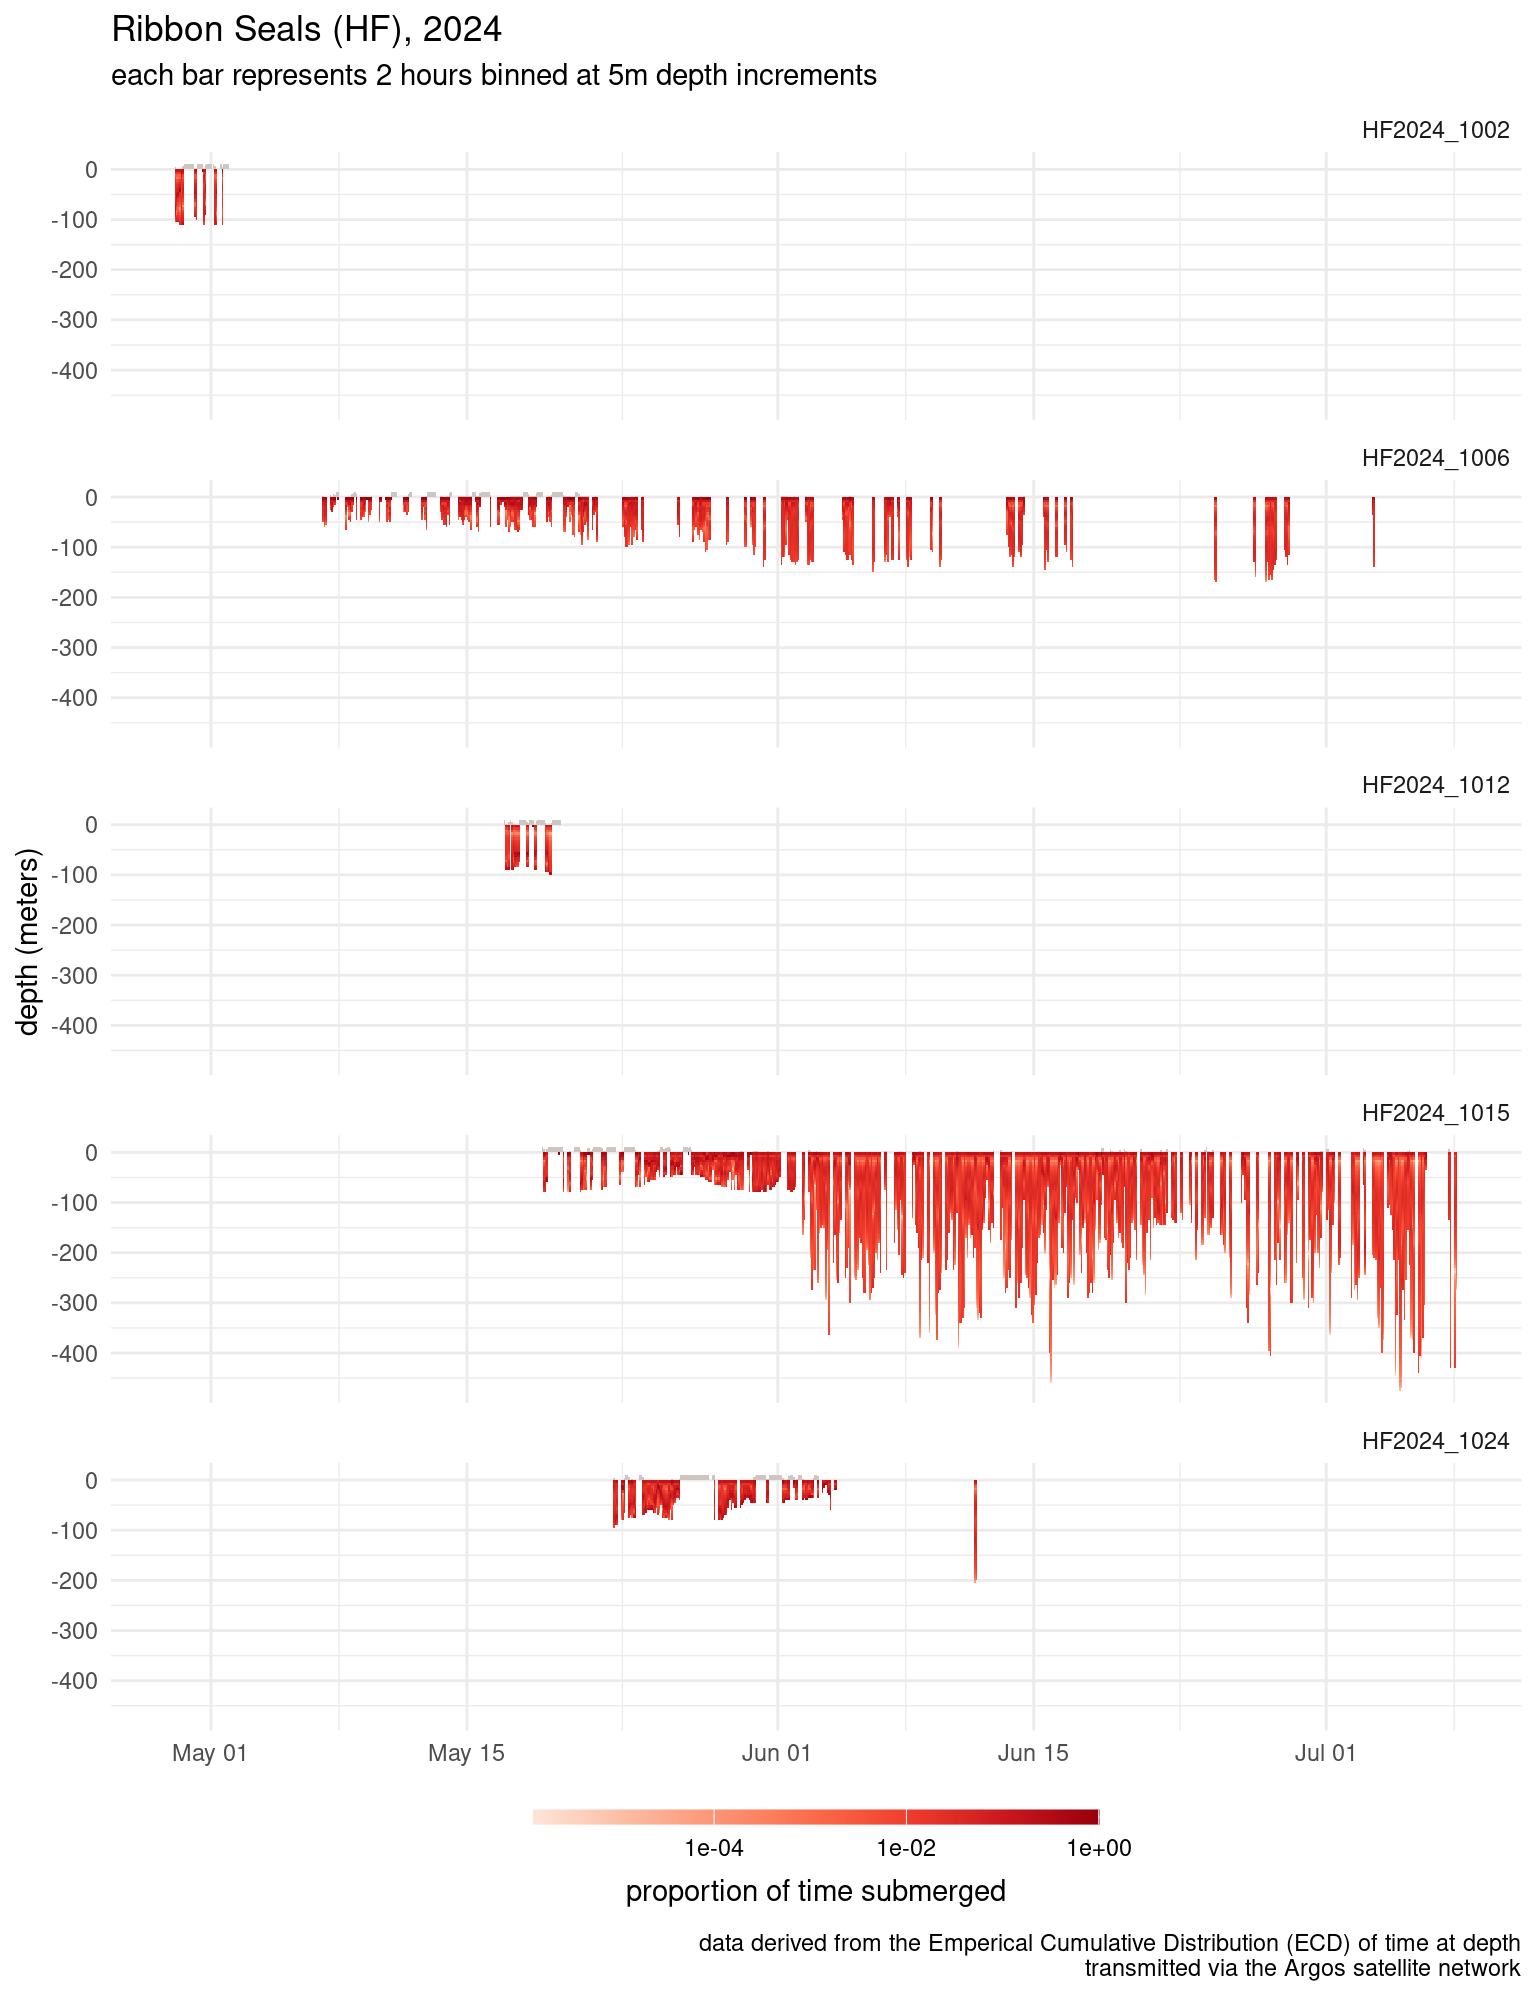 Ribbon Seals (HF), 2024
each bar represents 2 hours binned at 5m depth increments
HF2024_1002
0
-100
-200
-300
-400
HF2024_1006
0
-100
-200
-300
-400
HF2024_1012
0
-100
-200
-300
-400
depth (meters)
HF2024_1015
0
-100
-200
-300
-400
HF2024_1024
0
-100
-200
-300
-400
May 01 May 15 Jun 01 Jun 15 Jul 01
1e-04 1e-02 1e+00
proportion of time submerged
data derived from the Emperical Cumulative Distribution (ECD) of time at depth
transmitted via the Argos satellite network